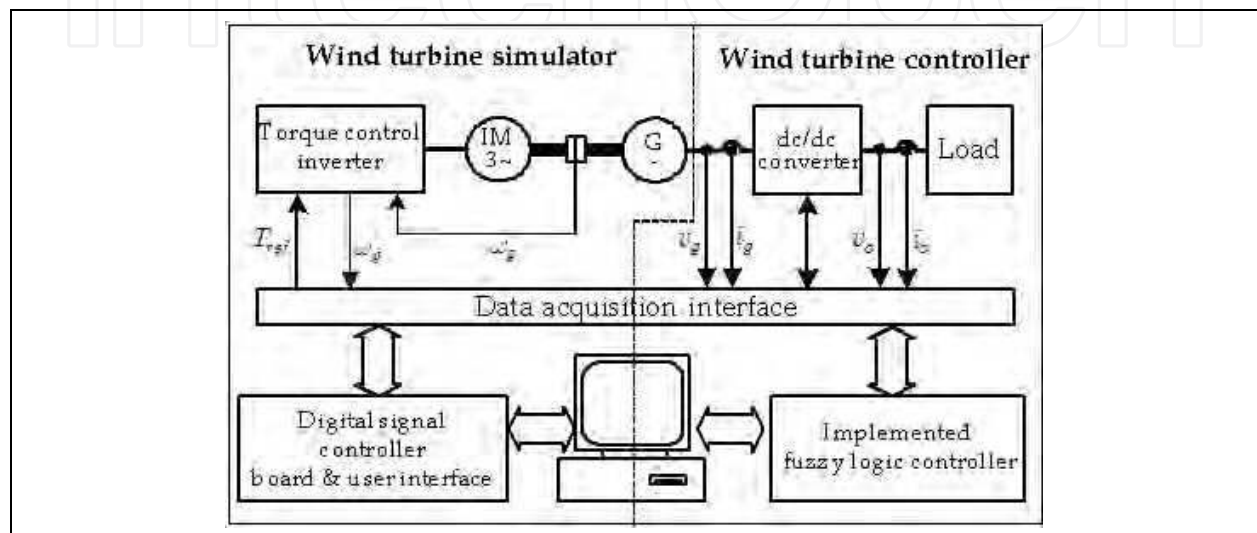 Wind turbine simulator
Wind turbine controller
Torque control
inverter
IM
3~
G
~
dc/dc
converter
Load
T_ref
ω_g
ω_g
v_g
i_g
v_o
i_o
Data acquisition interface
Digital signal
controller
board & user interface
Implemented
fuzzy logic controller